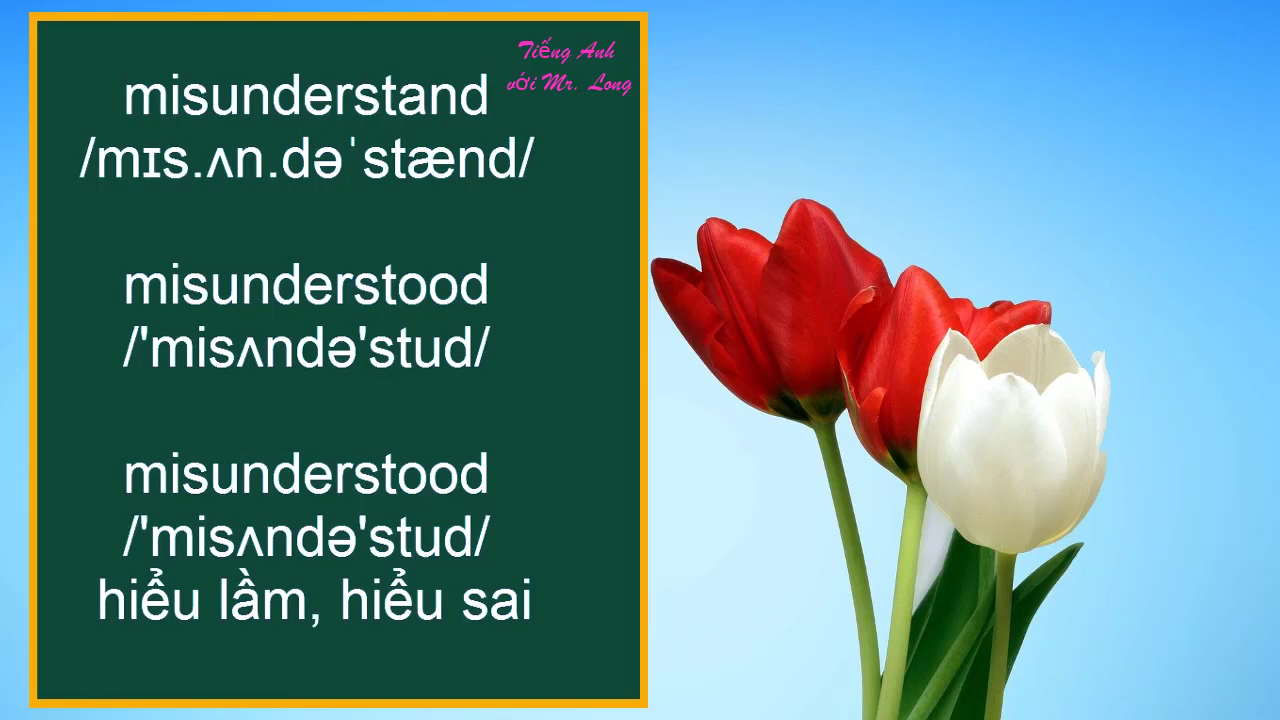 Tiếng Anh
với Mr. Long
misunderstand
/mɪs.ʌn.dəˈstænd/
misunderstood
/'misʌndə'stud/
misunderstood
/'misʌndə'stud/
hiểu lầm, hiểu sai